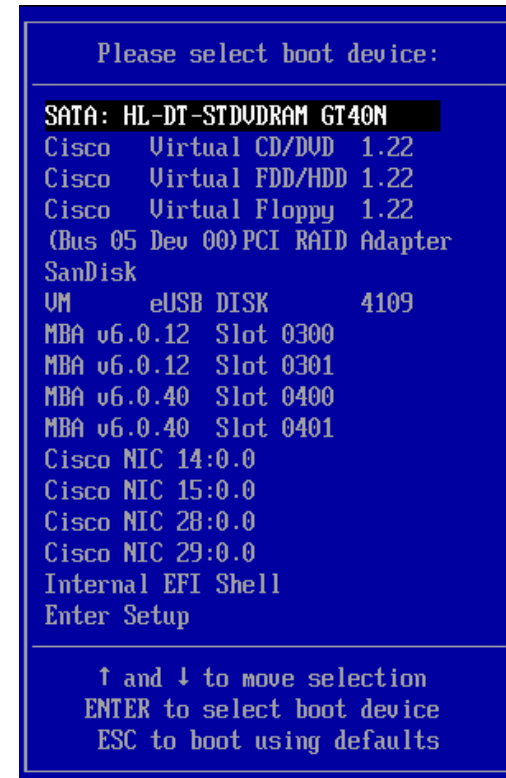 Please select boot device:
SATA: HL-DT-STDVDRAM GT40N
Cisco Virtual CD/DVD 1.22
Cisco Virtual FDD/HDD 1.22
Cisco Virtual Floppy 1.22
(Bus 05 Dev 00)PCI RAID Adapter
SanDisk
VM eUSB DISK 4109
MBA v6.0.12 Slot 0300
MBA v6.0.12 Slot 0301
MBA v6.0.40 Slot 0400
MBA v6.0.40 Slot 0401
Cisco NIC 14:0.0
Cisco NIC 15:0.0
Cisco NIC 28:0.0
Cisco NIC 29:0.0
Internal EFI Shell
Enter Setup
↑ and ↓ to move selection
ENTER to select boot device
ESC to boot using defaults